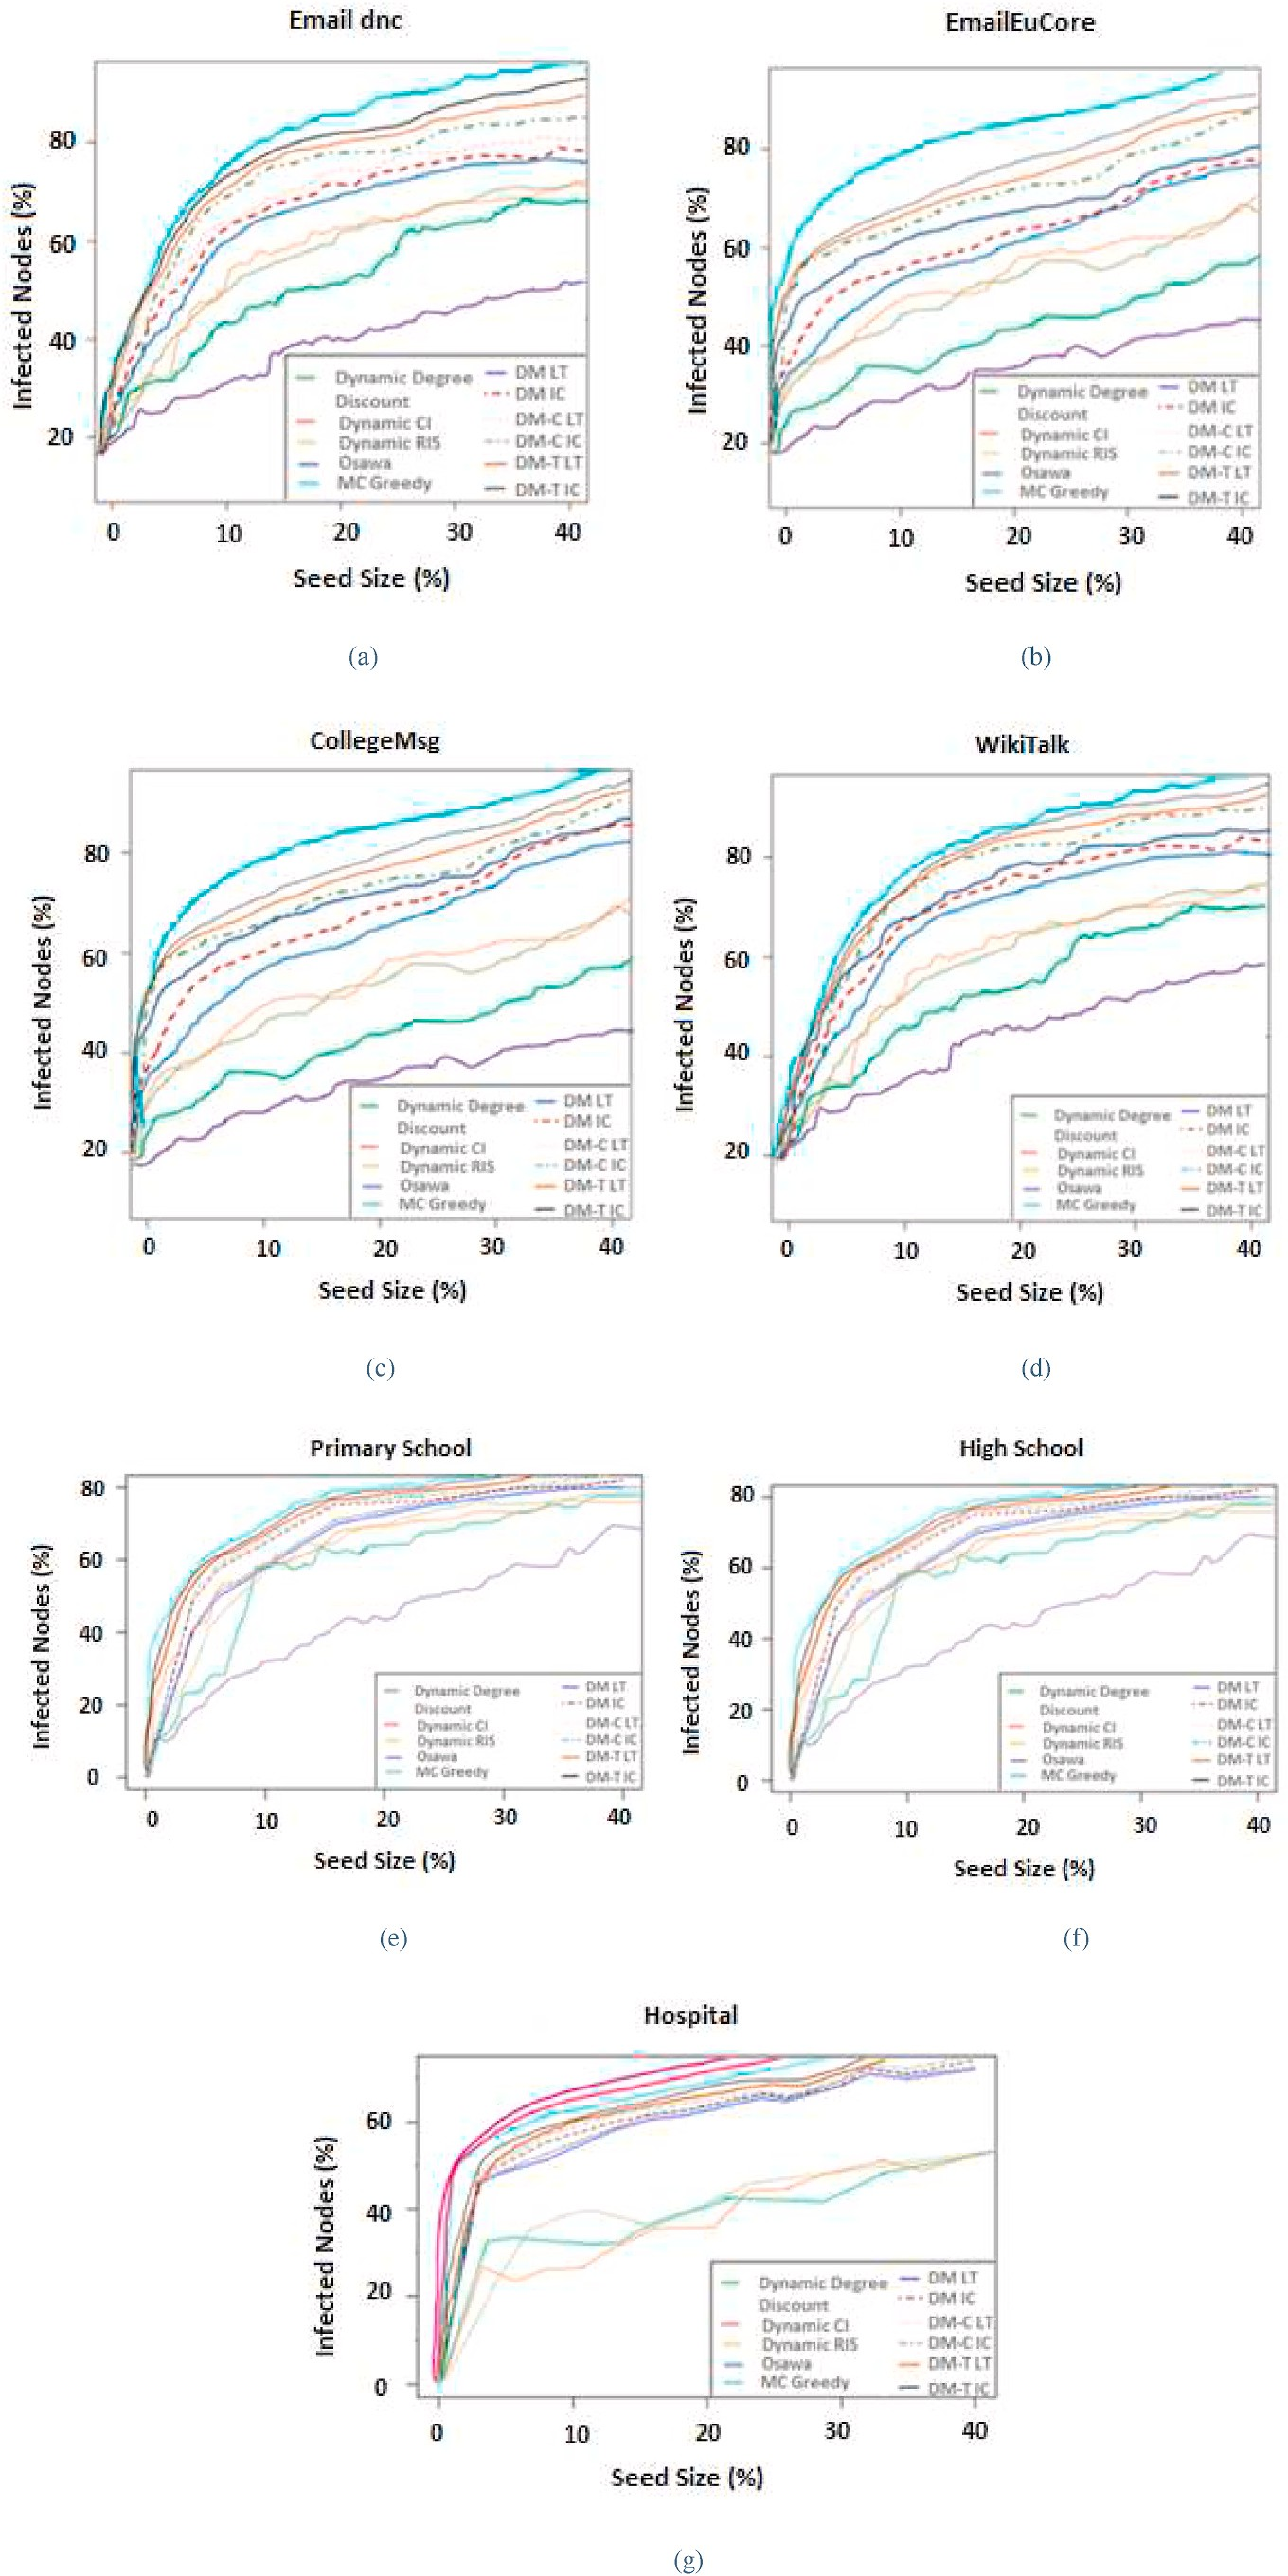 Email dnc
EmailEuCore
Infected Nodes (%)
80
60
40
20
Dynamic Degree
Discount
Dynamic CI
Dynamic RIS
Osawa
MC Greedy
DM LT
DM IC
DM-C LT
DM-C IC
DM-T LT
DM-T IC
0 10 20 30 40
Seed Size (%)
Infected Nodes (%)
80
60
40
20
Dynamic Degree
Discount
Dynamic CI
Dynamic RIS
Osawa
MC Greedy
DM LT
DM IC
DM-C LT
DM-C IC
DM-T LT
DM-T IC
0 10 20 30 40
Seed Size (%)
(a)
(b)
CollegeMsg
WikiTalk
Infected Nodes (%)
80
60
40
20
Dynamic Degree
Discount
Dynamic CI
Dynamic RIS
Osawa
MC Greedy
DM LT
DM IC
DM-C LT
DM-C IC
DM-T LT
DM-T IC
0 10 20 30 40
Seed Size (%)
Infected Nodes (%)
80
60
40
20
Dynamic Degree
Discount
Dynamic CI
Dynamic RIS
Osawa
MC Greedy
DM LT
DM IC
DM-C LT
DM-C IC
DM-T LT
DM-T IC
0 10 20 30 40
Seed Size (%)
(c)
(d)
Primary School
High School
Infected Nodes (%)
80
60
40
20
0
Dynamic Degree
Discount
Dynamic CI
Dynamic RIS
Osawa
MC Greedy
DM LT
DM IC
DM-C LT
DM-C IC
DM-T LT
DM-T IC
0 10 20 30 40
Seed Size (%)
Infected Nodes (%)
80
60
40
20
0
Dynamic Degree
Discount
Dynamic CI
Dynamic RIS
Osawa
MC Greedy
DM LT
DM IC
DM-C LT
DM-C IC
DM-T LT
DM-T IC
0 10 20 30 40
Seed Size (%)
(e)
(f)
Hospital
Infected Nodes (%)
60
40
20
0
Dynamic Degree
Discount
Dynamic CI
Dynamic RIS
Osawa
MC Greedy
DM LT
DM IC
DM-C LT
DM-C IC
DM-T LT
DM-T IC
0 10 20 30 40
Seed Size (%)
(g)